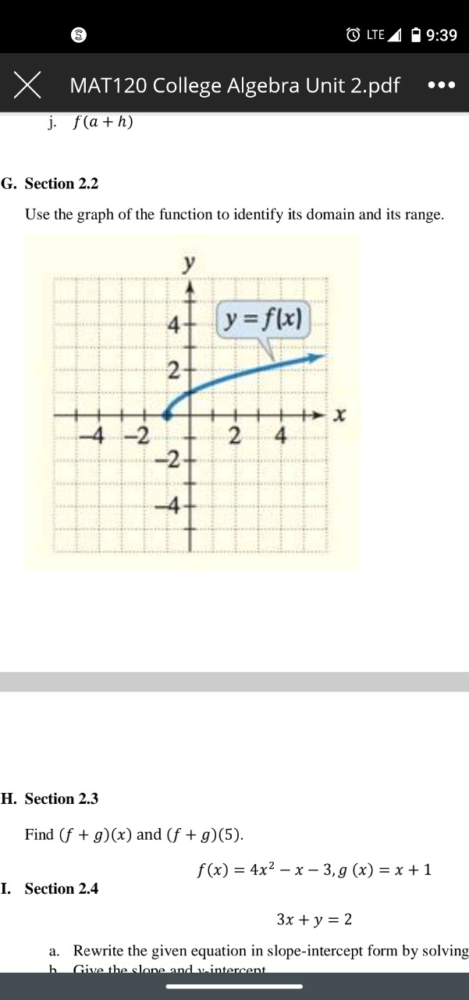 S LTE 9:39
MAT120 College Algebra Unit 2.pdf
j. f(a + h)
G. Section 2.2
Use the graph of the function to identify its domain and its range.
y
4 y = f(x)
2
x
–4 –2 2 4
–2
–4
H. Section 2.3
Find (f + g)(x) and (f + g)(5).
f(x) = 4x² − x − 3, g (x) = x + 1
I. Section 2.4
3x + y = 2
a. Rewrite the given equation in slope-intercept form by solving
b. Give the slope and y-intercept